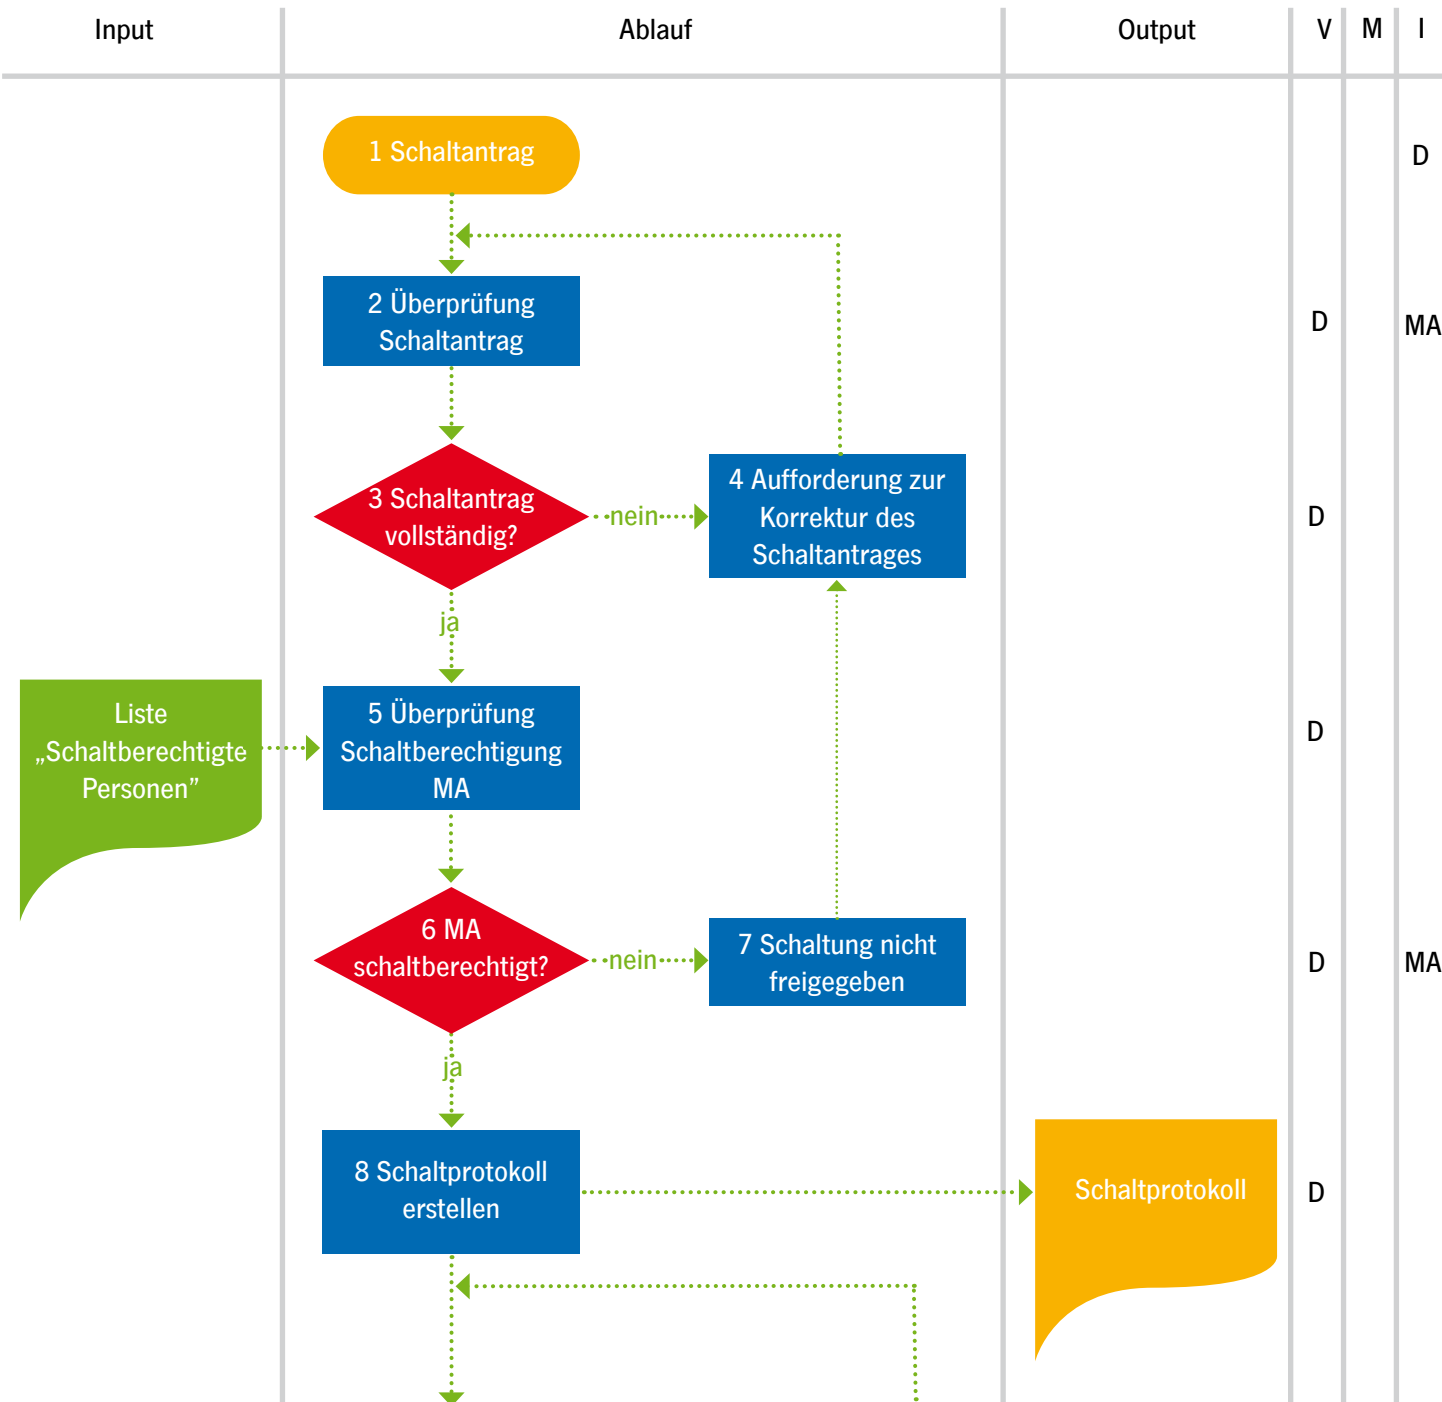 Input
Ablauf
Output
V
M
I
1 Schaltantrag
D
2 Überprüfung
Schaltantrag
D
MA
3 Schaltantrag
vollständig?
nein
4 Aufforderung zur
Korrektur des
Schaltantrages
D
ja
Liste
„Schaltberechtigte
Personen”
5 Überprüfung
Schaltberechtigung
MA
D
6 MA
schaltberechtigt?
nein
7 Schaltung nicht
freigegeben
D
MA
ja
8 Schaltprotokoll
erstellen
Schaltprotokoll
D